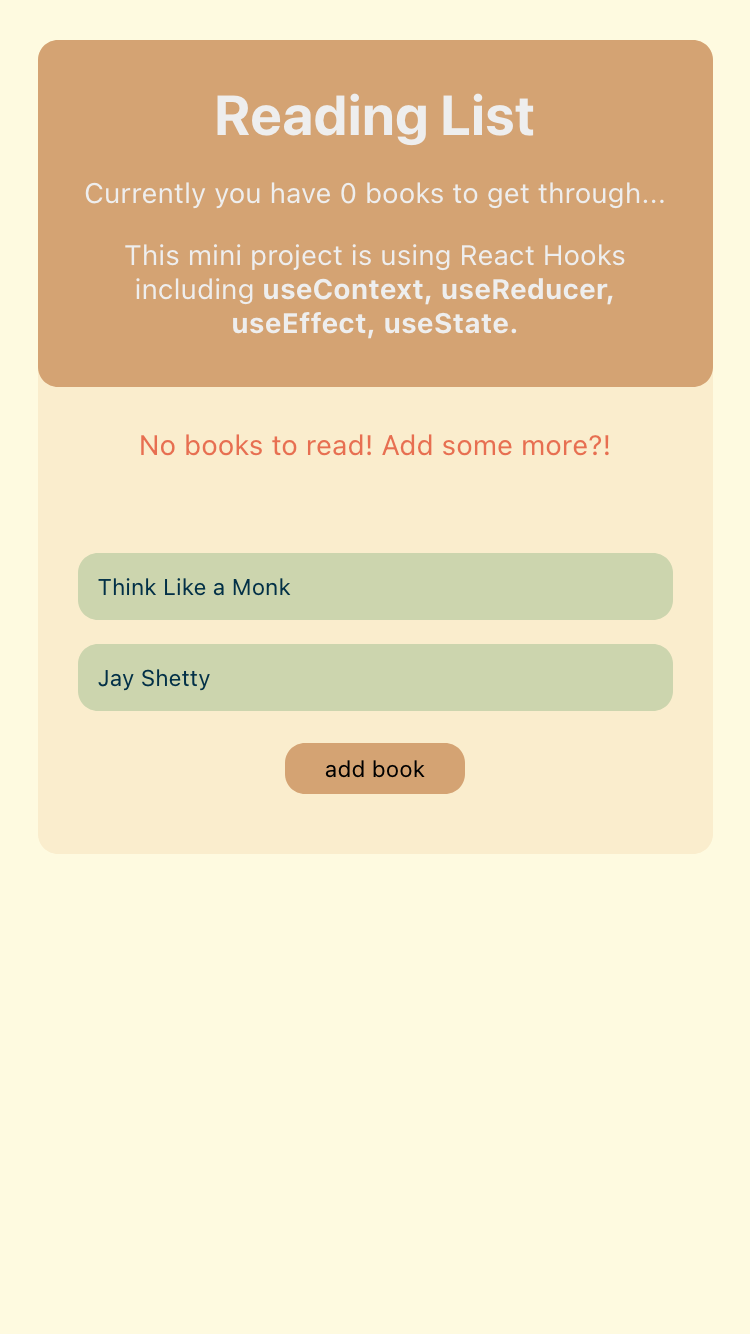 Reading List
Currently you have 0 books to get through...
This mini project is using React Hooks
including useContext, useReducer,
useEffect, useState.
No books to read! Add some more?!
Think Like a Monk
Jay Shetty
add book